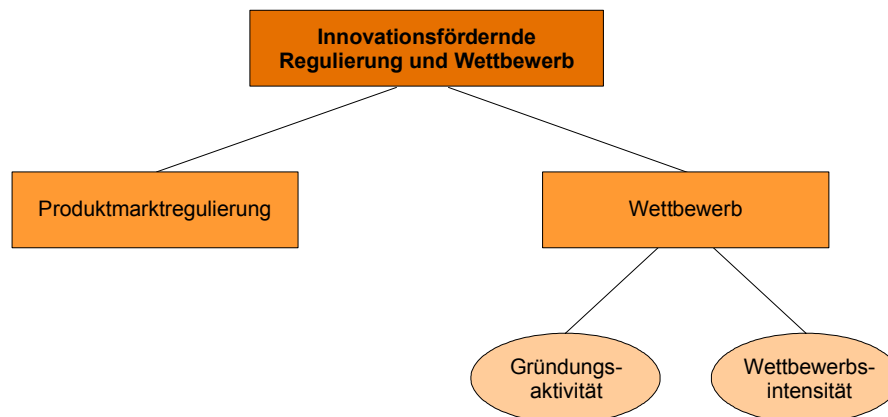 Innovationsfördernde
Regulierung und Wettbewerb
Produktmarktregulierung
Wettbewerb
Gründungs-
aktivität
Wettbewerbs-
intensität